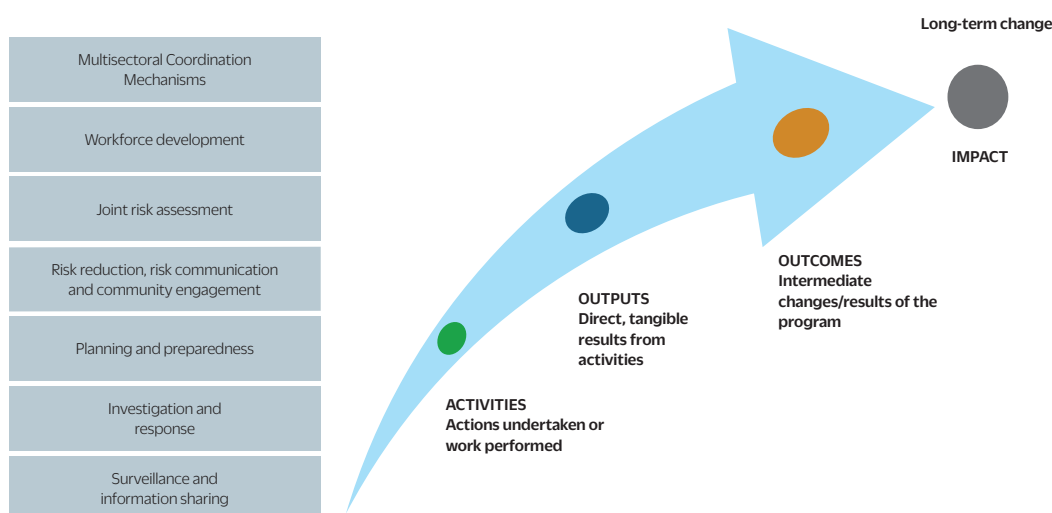 Multisectoral Coordination
Mechanisms
Workforce development
Joint risk assessment
Risk reduction, risk communication
and community engagement
Planning and preparedness
Investigation and
response
Surveillance and
information sharing
ACTIVITIES
Actions undertaken or
work performed
OUTPUTS
Direct, tangible
results from
activities
OUTCOMES
Intermediate
changes/results of the
program
Long-term change
IMPACT